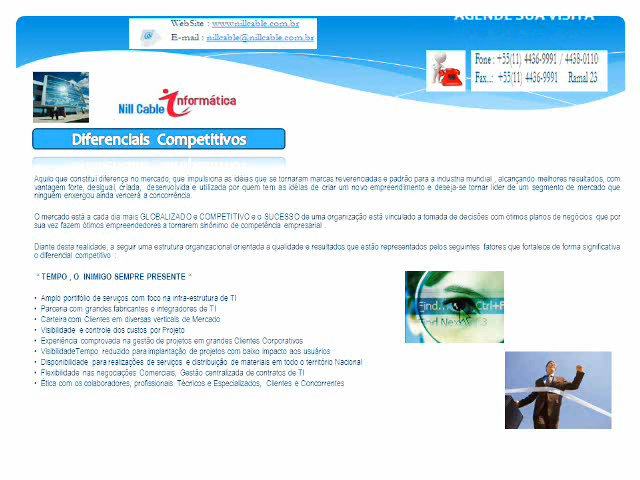 AGENDE SUA VISITA
WebSite : www.nillcable.com.br
E-mail : nillcable@nillcable.com.br
Fone : +55(11) 4436-9991 / 4438-0110
Fax..: +55(11) 4436-9991 Ramal 23
Nill Cable informática
Diferenciais Competitivos
Aquilo que constitui diferença no mercado, que impulsiona as ideias que se tornaram marcas reverenciadas e padrão para a industria mundial , alcançando melhores resultados, com
vantagem forte, desigual, criada, desenvolvida e utilizada por quem tem as idéias de criar um novo empreendimento e deseja-se tornar líder de um segmento de mercado que
ninguém enxergou ainda vencerá a concorrência.
O mercado está a cada dia mais GLOBALIZADO e COMPETITIVO e o SUCESSO de uma organização está vinculado a tomada de decisões com ótimos planos de negócios que por
sua vez fazem ótimos empreendedores a tornarem sinônimo de competência empresarial .
Diante desta realidade, a seguir uma estrutura organizacional orientada a qualidade e resultados que estão representados pelos seguintes fatores que fortalece de forma significativa
o diferencial competitivo :
“ TEMPO , O INIMIGO SEMPRE PRESENTE “
• Amplo portifólio de serviços com foco na infra-estrutura de TI
• Parceria com grandes fabricantes e integradores de TI
• Carteira com Clientes em diversas verticais de Mercado
• Visibilidade e controle dos custos por Projeto
• Experiência comprovada na gestão de projetos em grandes Clientes Corporativos
• VisibilidadeTempo reduzido para implantação de projetos com baixo impacto aos usuários
• Disponibilidade para realizações de serviços e distribuição de materiais em todo o território Nacional
• Flexibilidade nas negociações Comerciais, Gestão centralizada de contratos de TI
• Ética com os colaboradores, profissionais Técnicos e Especializados, Clientes e Concorrentes
Find... Ctrl+F
Find Next F3